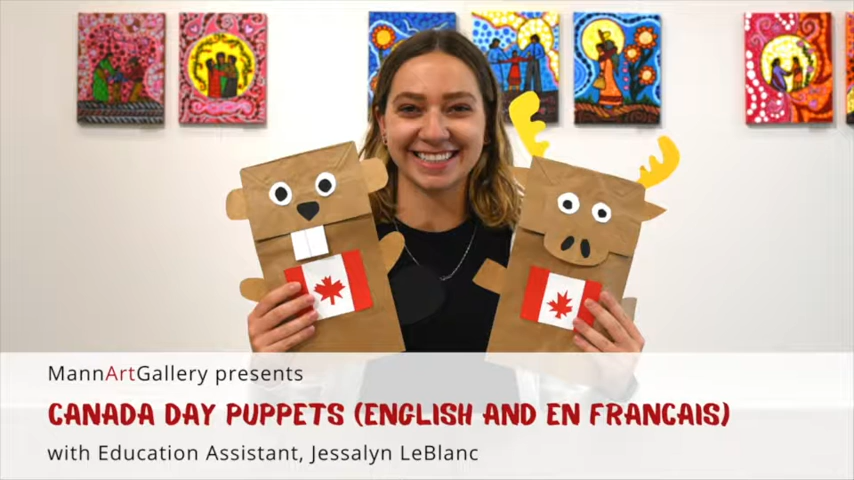 MannArtGallery presents
CANADA DAY PUPPETS (ENGLISH AND EN FRANCAIS)
with Education Assistant, Jessalyn LeBlanc